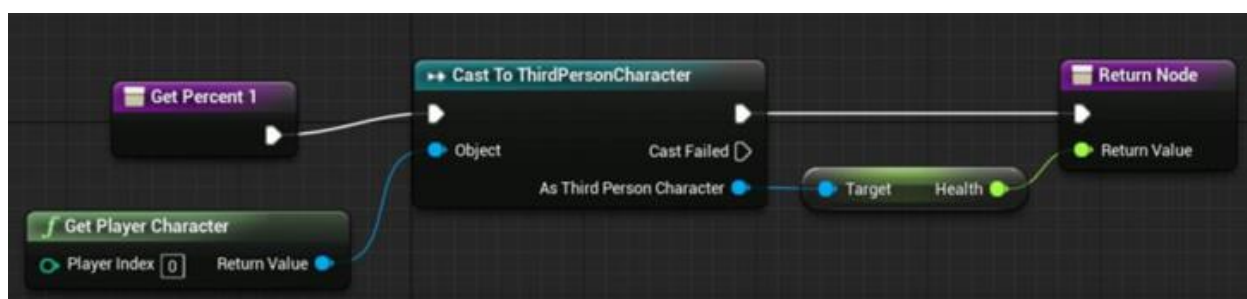 Get Percent 1
Cast To ThirdPersonCharacter
Object
Cast Failed
As Third Person Character
f Get Player Character
Player Index 0 Return Value
Target Health
Return Node
Return Value